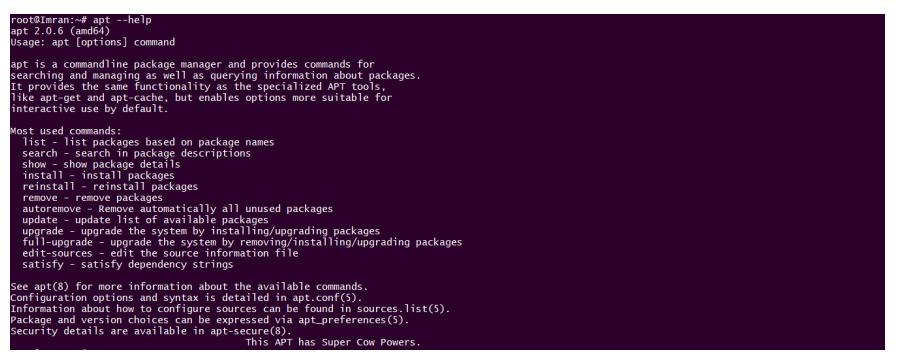 root@Imran:~# apt --help
apt 2.0.6 (amd64)
Usage: apt [options] command

apt is a commandline package manager and provides commands for
searching and managing as well as querying information about packages.
It provides the same functionality as the specialized APT tools,
like apt-get and apt-cache, but enables options more suitable for
interactive use by default.

Most used commands:
  list - list packages based on package names
  search - search in package descriptions
  show - show package details
  install - install packages
  reinstall - reinstall packages
  remove - remove packages
  autoremove - Remove automatically all unused packages
  update - update list of available packages
  upgrade - upgrade the system by installing/upgrading packages
  full-upgrade - upgrade the system by removing/installing/upgrading packages
  edit-sources - edit the source information file
  satisfy - satisfy dependency strings

See apt(8) for more information about the available commands.
Configuration options and syntax is detailed in apt.conf(5).
Information about how to configure sources can be found in sources.list(5).
Package and version choices can be expressed via apt_preferences(5).
Security details are available in apt-secure(8).
                                        This APT has Super Cow Powers.